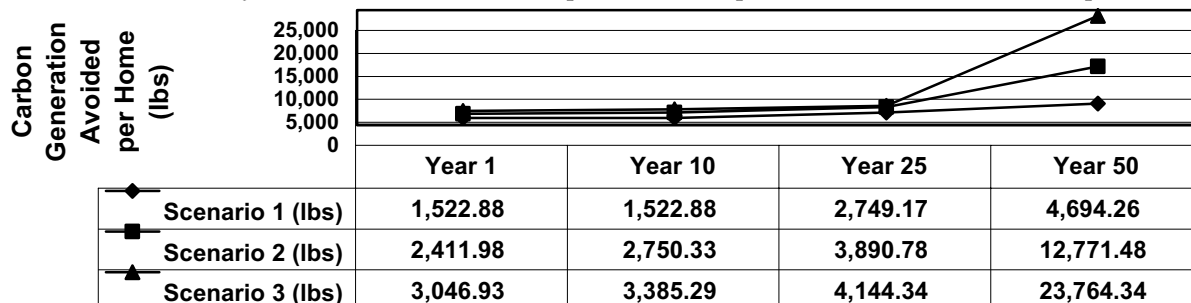 Carbon
Generation
Avoided
per Home
(lbs)
25,000
20,000
15,000
10,000
5,000
0
Year 1 Year 10 Year 25 Year 50
Scenario 1 (lbs) 1,522.88 1,522.88 2,749.17 4,694.26
Scenario 2 (lbs) 2,411.98 2,750.33 3,890.78 12,771.48
Scenario 3 (lbs) 3,046.93 3,385.29 4,144.34 23,764.34